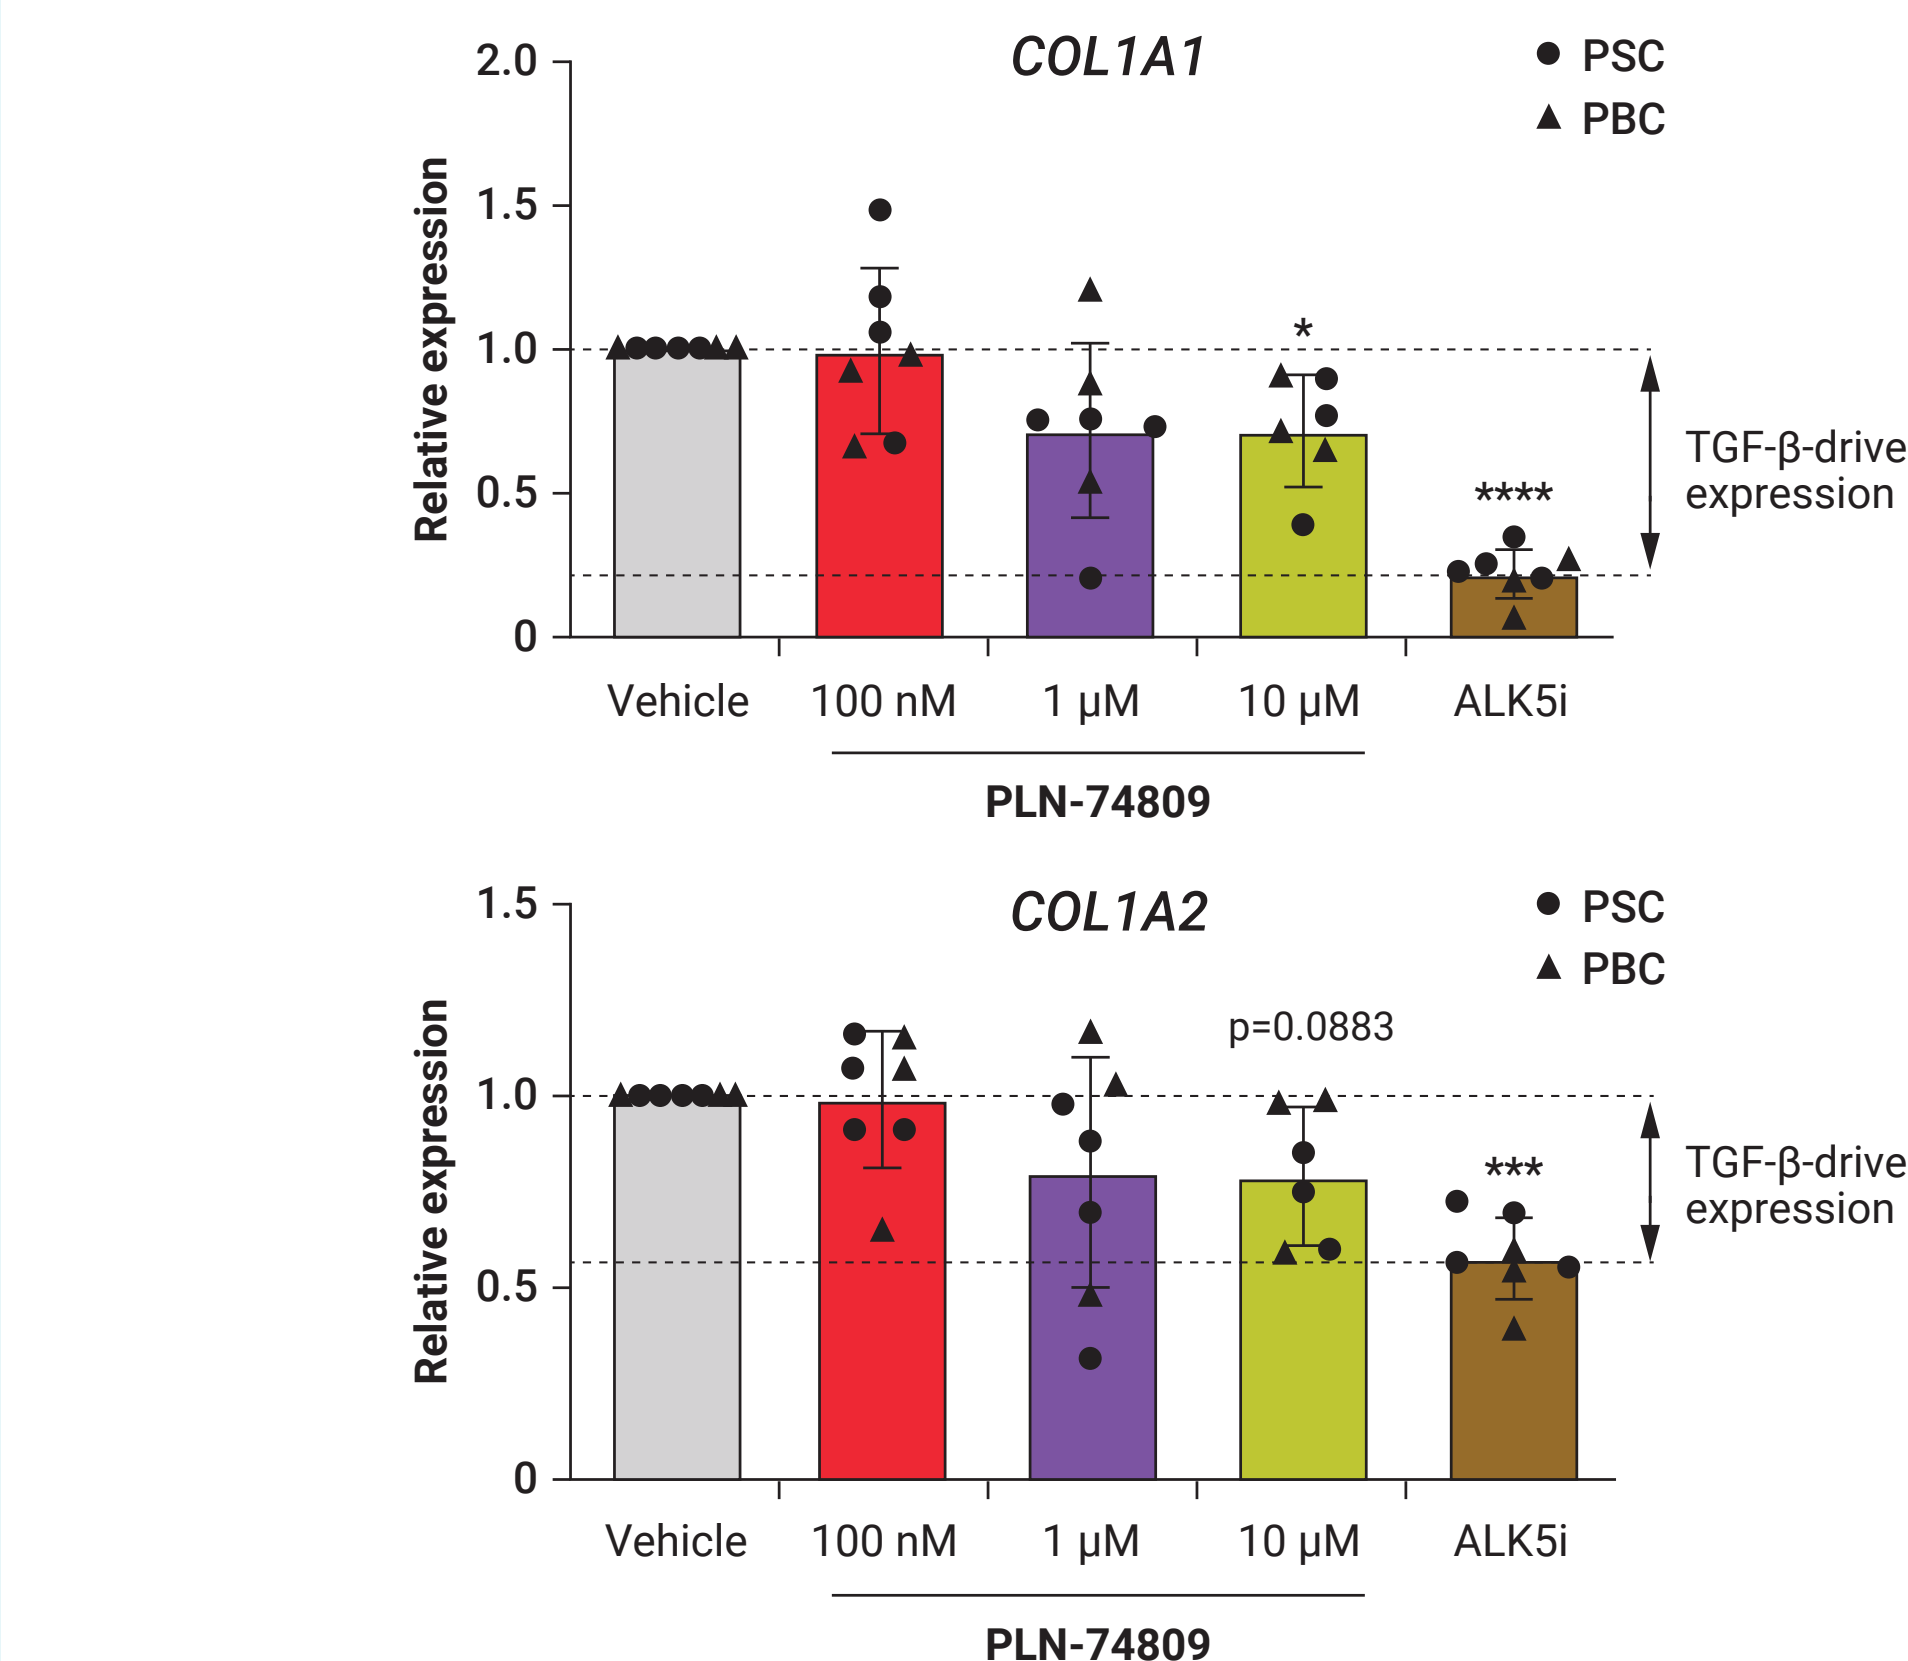 COL1A1
PSC
PBC
Relative expression
2.0
1.5
1.0
0.5
0
*
****
TGF-β-drive
expression
Vehicle
100 nM
1 μM
10 μM
ALK5i
PLN-74809
COL1A2
PSC
PBC
Relative expression
1.5
1.0
0.5
0
p=0.0883
***
TGF-β-drive
expression
Vehicle
100 nM
1 μM
10 μM
ALK5i
PLN-74809